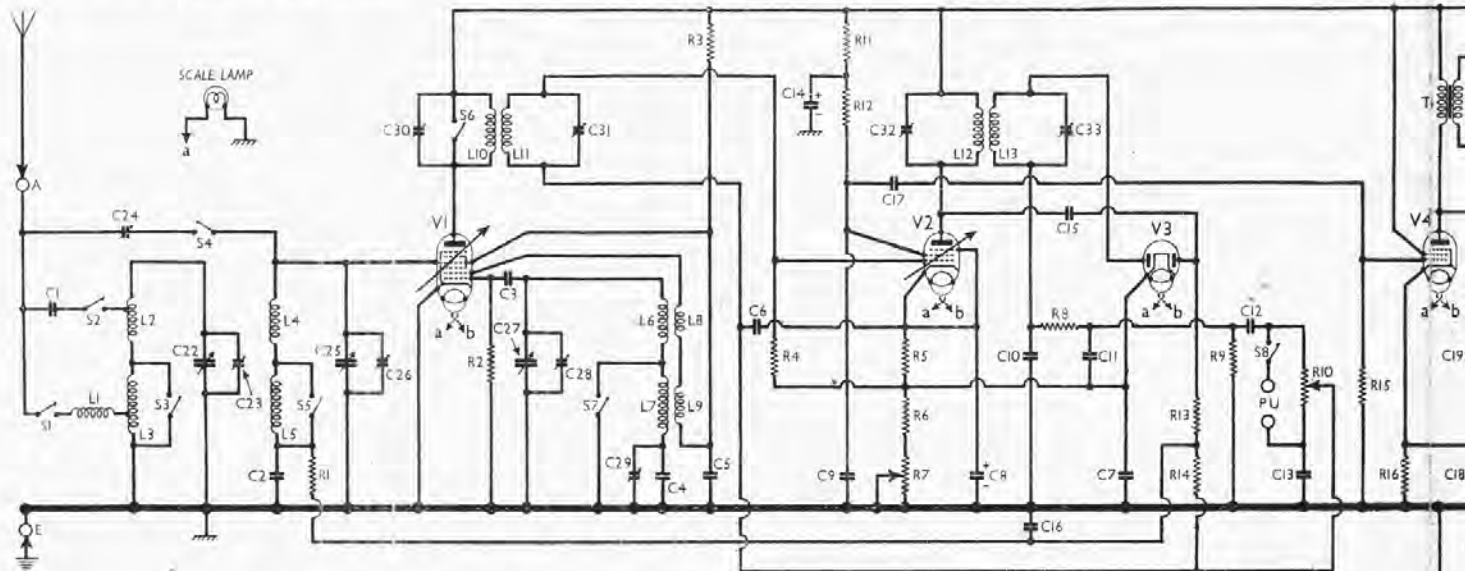 R3
R11
SCALE LAMP
C14
+
-
R12
C30
S6
C31
C32
C33
L10
L11
L12
L13
T1
a
A
C17
C24
S4
V1
V2
C15
V3
V4
C1
S2
L2
L4
C3
a
b
L6
L8
C6
a
b
a
b
a
b
R8
C12
C22
C25
R2
C27
R4
R5
C10
C11
R9
S8
C19
S3
C23
S5
C26
C28
S7
R10
R15
L1
L7
L9
R6
PU
S1
L3
L5
R13
C29
C5
+
C2
R1
C4
C9
R7
C8
-
C7
R14
C13
R16
C18
E
C16